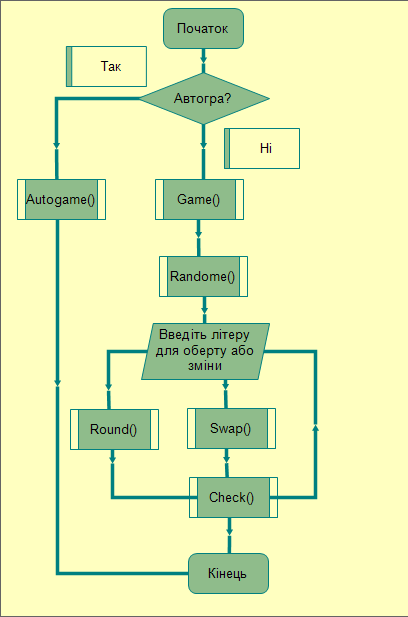 Початок
Так
Автогра?
Ні
Autogame()
Game()
Randome()
Введіть літеру
для оберту або
зміни
Round()
Swap()
Check()
Кінець